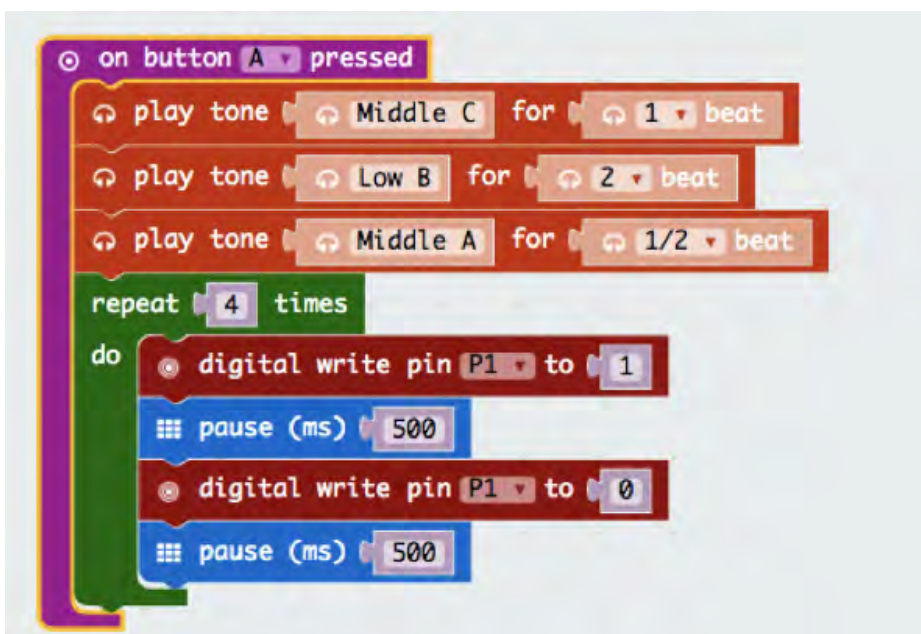 on button A pressed
play tone Middle C for 1 beat
play tone Low B for 2 beat
play tone Middle A for 1/2 beat
repeat 4 times
do digital write pin P1 to 1
pause (ms) 500
digital write pin P1 to 0
pause (ms) 500